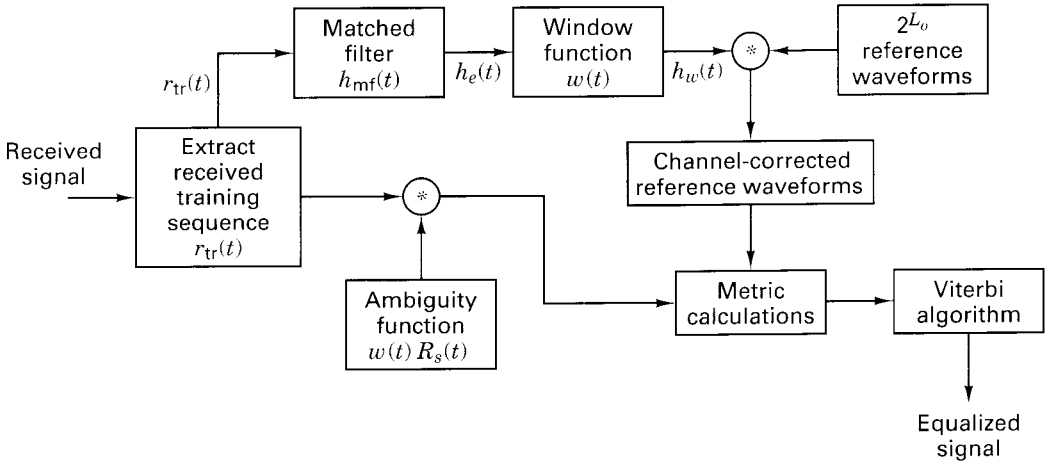 Matched
filter
h_mf(t)
Window
function
w(t)
2^{L_o}
reference
waveforms
*
r_tr(t)
h_e(t)
h_w(t)
Received
signal
Extract
received
training
sequence
r_tr(t)
*
Channel-corrected
reference waveforms
Ambiguity
function
w(t) R_s(t)
Metric
calculations
Viterbi
algorithm
Equalized
signal